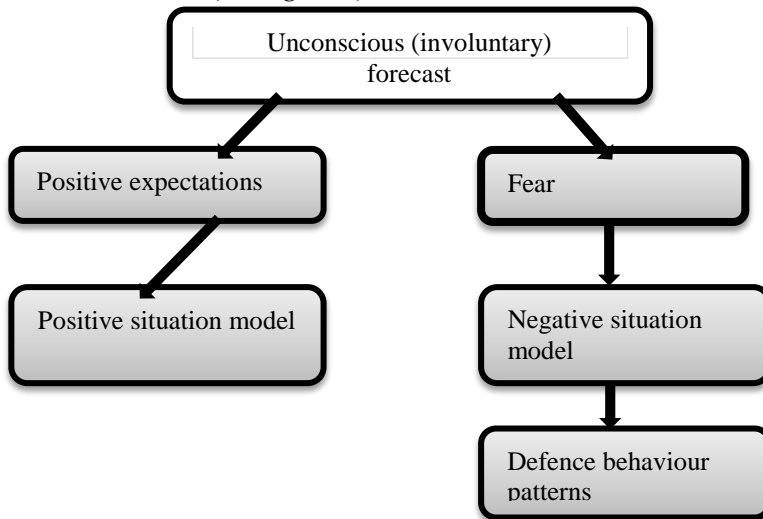 Unconscious (involuntary)
forecast
Positive expectations
Fear
Positive situation model
Negative situation
model
Defence behaviour
patterns